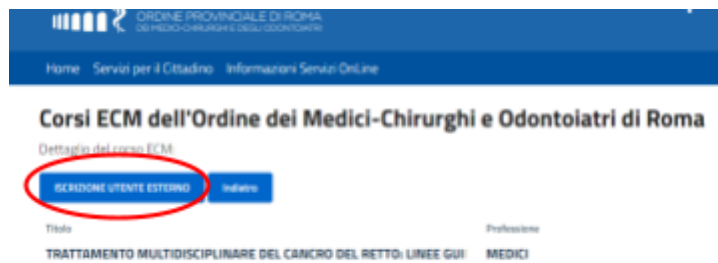 ORDINE PROVINCIALE DI ROMA
DEI MEDICI-CHIRURGHI E DEGLI ODONTOIATRI
Home Servizi per il Cittadino Informazioni Servizi OnLine
Corsi ECM dell'Ordine dei Medici-Chirurghi e Odontoiatri di Roma
Dettaglio del corso ECM:
ISCRIZIONE UTENTE ESTERNO Indietro
Titolo Professione
TRATTAMENTO MULTIDISCIPLINARE DEL CANCRO DEL RETTO: LINEE GUI MEDICI